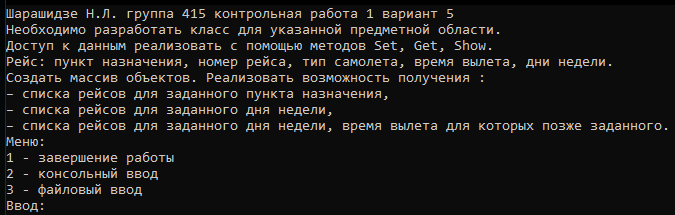 Шарашидзе Н.Л. группа 415 контрольная работа 1 вариант 5
Необходимо разработать класс для указанной предметной области.
Доступ к данным реализовать с помощью методов Set, Get, Show.
Рейс: пункт назначения, номер рейса, тип самолета, время вылета, дни недели.
Создать массив объектов. Реализовать возможность получения :
– списка рейсов для заданного пункта назначения,
– списка рейсов для заданного дня недели,
– списка рейсов для заданного дня недели, время вылета для которых позже заданного.
Меню:
1 - завершение работы
2 - консольный ввод
3 - файловый ввод
Ввод: